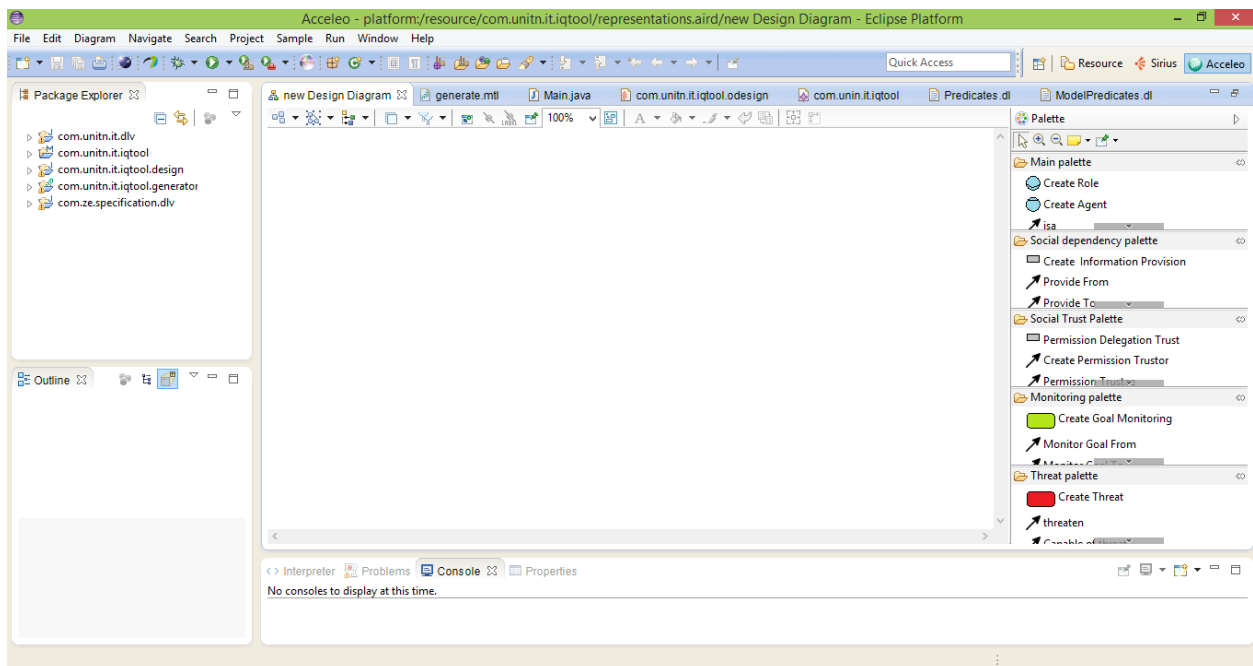 Acceleo - platform:/resource/com.unitn.it.iqtool/representations.aird/new Design Diagram - Eclipse Platform
File Edit Diagram Navigate Search Project Sample Run Window Help
Quick Access Resource Sirius Acceleo
Package Explorer
com.unitn.it.dlv
com.unitn.it.iqtool
com.unitn.it.iqtool.design
com.unitn.it.iqtool.generator
com.ze.specification.dlv
Outline
new Design Diagram generate.mtl Main.java com.unitn.it.iqtool.odesign com.unin.it.iqtool Predicates.dl ModelPredicates.dl
100%
Palette
Main palette
Create Role
Create Agent
isa
Social dependency palette
Create Information Provision
Provide From
Provide To
Social Trust Palette
Permission Delegation Trust
Create Permission Trustor
Permission Trustee
Monitoring palette
Create Goal Monitoring
Monitor Goal From
Threat palette
Create Threat
threaten
Interpreter Problems Console Properties
No consoles to display at this time.